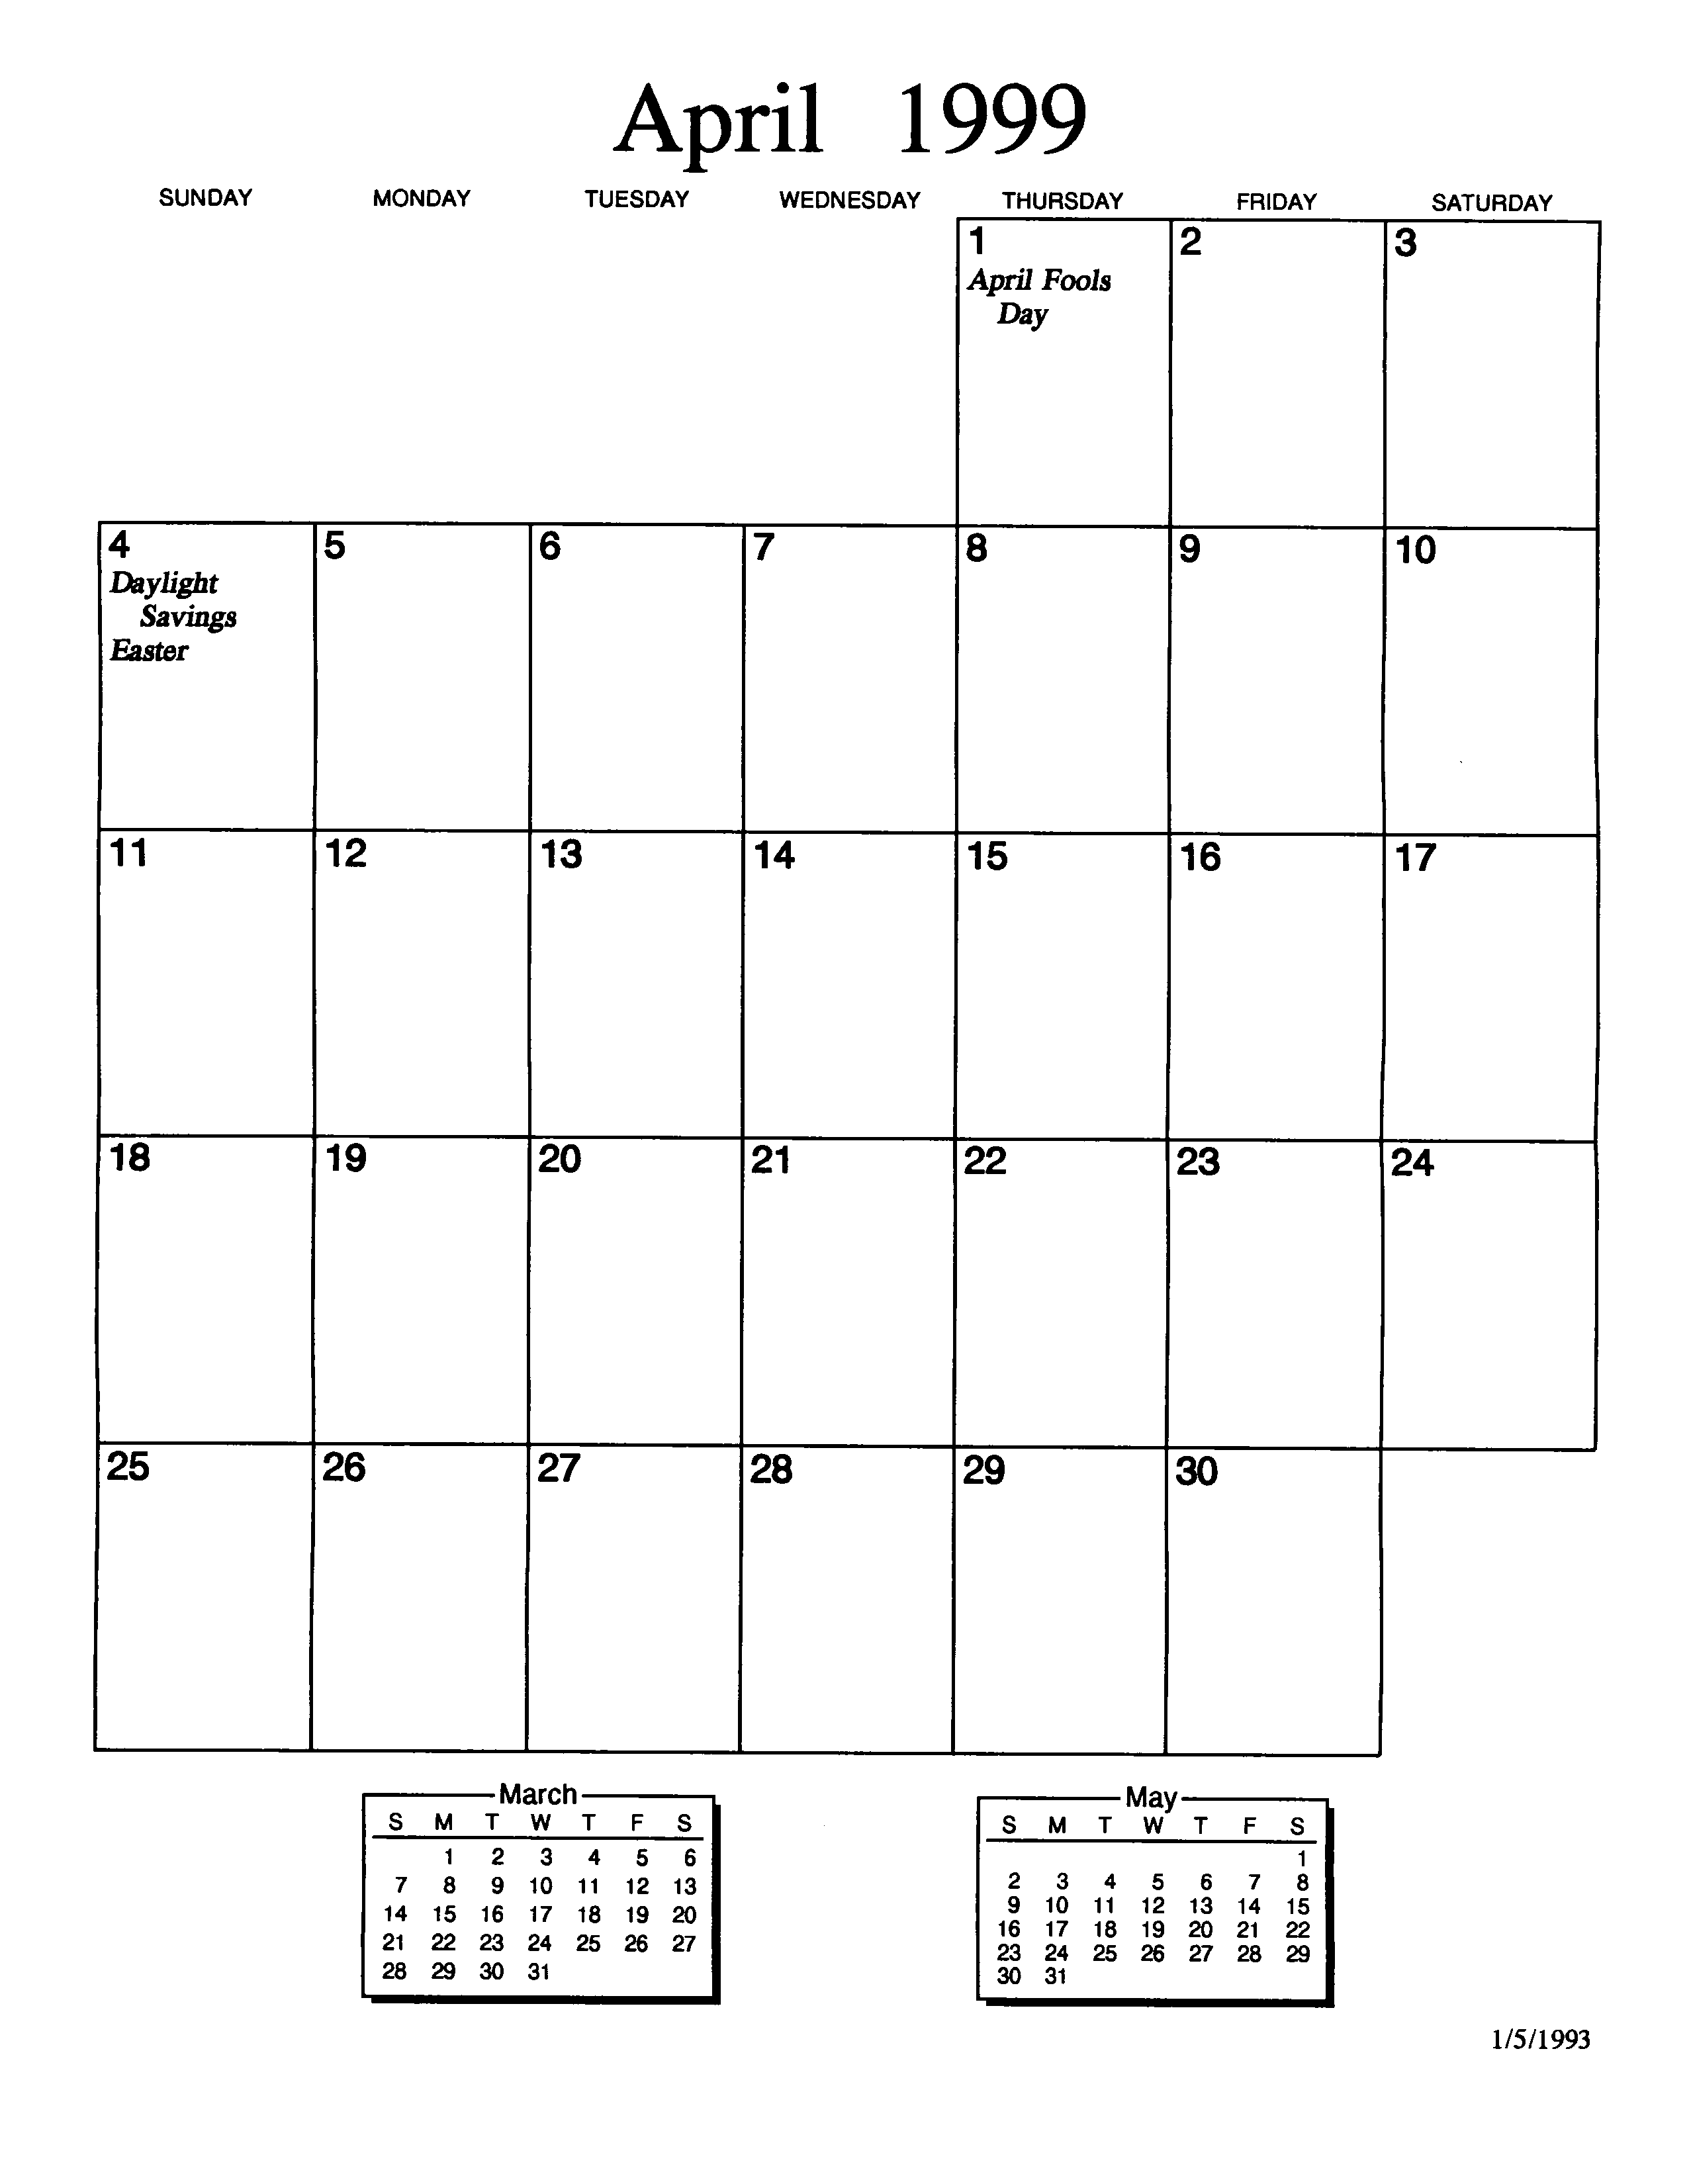 April 1999
SUNDAY MONDAY TUESDAY WEDNESDAY THURSDAY FRIDAY SATURDAY
1 2 3
April Fools
Day
4 5 6 7 8 9 10
Daylight
Savings
Easter
11 12 13 14 15 16 17
18 19 20 21 22 23 24
25 26 27 28 29 30
March
S M T W T F S
1 2 3 4 5 6
7 8 9 10 11 12 13
14 15 16 17 18 19 20
21 22 23 24 25 26 27
28 29 30 31
May
S M T W T F S
1
2 3 4 5 6 7 8
9 10 11 12 13 14 15
16 17 18 19 20 21 22
23 24 25 26 27 28 29
30 31
1/5/1993